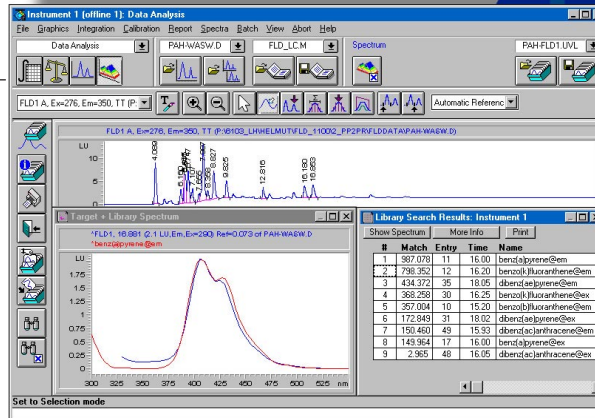 Instrument 1 (offline 1): Data Analysis
File Graphics Integration Calibration Report Spectra Batch View Abort Help
Data Analysis PAH-WASW.D FLD_LC.M Spectrum PAH-FLD1.UVL
FLD1 A, Ex=276, Em=350, TT (P: Automatic Referenc
FLD1 A, Ex=276, Em=350, TT (P:\6103_LH\HELMUT\FLD_1100\2_PP2PR\FLDDATA\PAH-WASW.D)
LU
10
5
0
4.089
8.827
9.825
12.816
16.180
16.863
Target + Library Spectrum
*FLD1, 16.881 (2.1 LU,Em,Ex=290) Ref=0.073 of PAH-WASW.D
*benz(a)pyrene@em
LU
1.75
1.5
1.25
1
0.75
0.5
0.25
0
300 325 350 375 400 425 450 475 500 525 nm
Library Search Results: Instrument 1
Show Spectrum More Info Print
# Match Entry Time Name
1 987.078 11 16.00 benz(a)pyrene@em
2 798.352 12 16.20 benzo(k)fluoranthene@em
3 434.372 35 18.05 dibenz(ae)pyrene@em
4 368.258 30 16.25 benzo(k)fluoranthene@ex
5 357.004 10 15.20 benzo(b)fluoranthene@em
6 172.849 31 18.02 dibenz(ae)pyrene@ex
7 150.460 49 15.93 dibenz(ac)anthracene@em
8 149.964 17 16.00 benz(a)pyrene@ex
9 2.965 48 16.05 dibenz(ac)anthracene@ex
Set to Selection mode